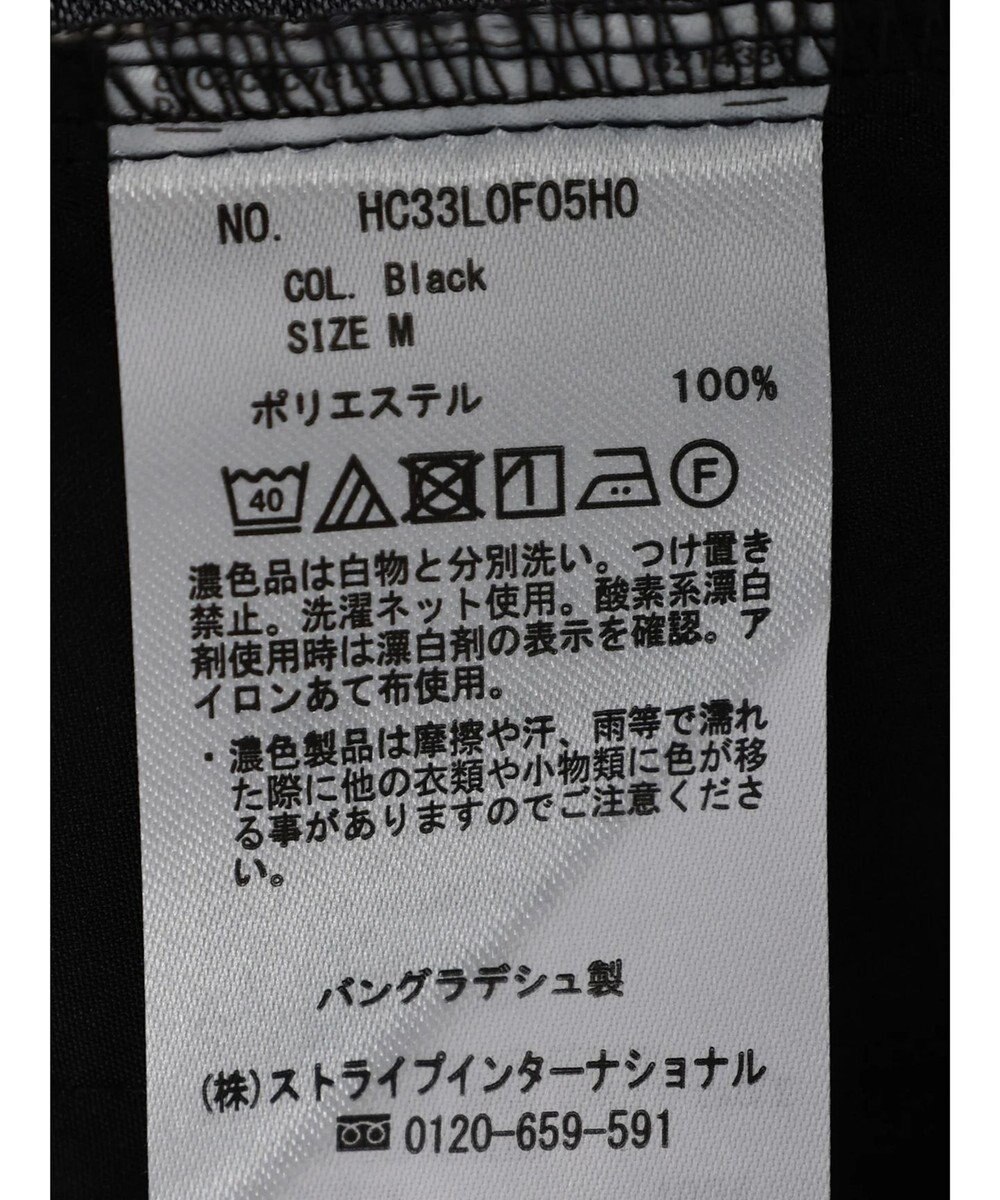 NO. HC33L0F05H0
COL. Black
SIZE M
ポリエステル 100%
40 F
濃色品は白物と分別洗い。つけ置き
禁止。洗濯ネット使用。酸素系漂白
剤使用時は漂白剤の表示を確認。ア
イロンあて布使用。
・濃色製品は摩擦や汗、雨等で濡れ
た際に他の衣類や小物類に色が移
る事がありますのでご注意くださ
い。
バングラデシュ製
(株)ストライプインターナショナル
0120-659-591